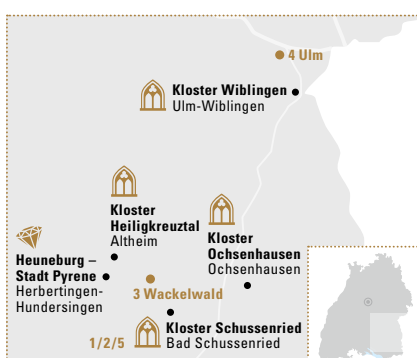 4 Ulm
Kloster Wiblingen
Ulm-Wiblingen
Kloster
Heiligkreuztal
Altheim
Kloster
Ochsenhausen
Ochsenhausen
Heuneburg –
Stadt Pyrene
Herbertingen-
Hundersingen
3 Wackelwald
1/2/5
Kloster Schussenried
Bad Schussenried